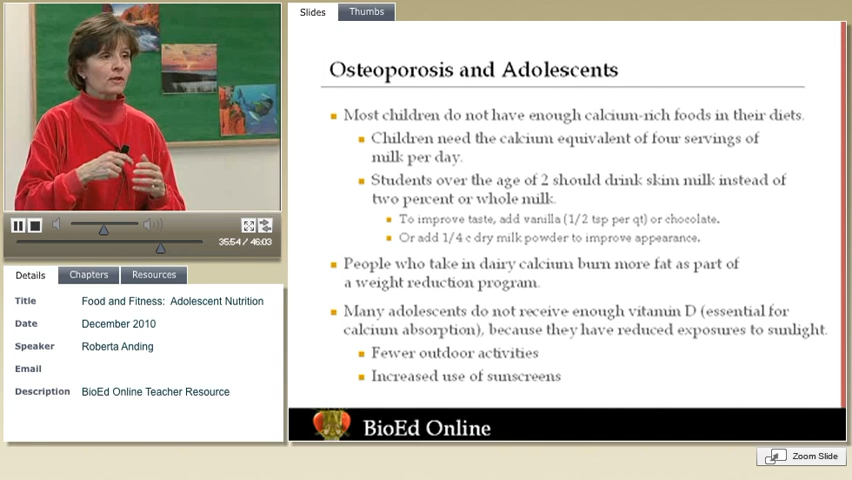 Slides
Thumbs
Osteoporosis and Adolescents
Most children do not have enough calcium-rich foods in their diets.
Children need the calcium equivalent of four servings of
milk per day.
Students over the age of 2 should drink skim milk instead of
two percent or whole milk.
To improve taste, add vanilla (1/2 tsp per qt) or chocolate.
Or add 1/4 c dry milk powder to improve appearance.
People who take in dairy calcium burn more fat as part of
a weight reduction program.
Many adolescents do not receive enough vitamin D (essential for
calcium absorption), because they have reduced exposures to sunlight.
Fewer outdoor activities
Increased use of sunscreens
BioEd Online
Zoom Slide
35:54 / 46:03
Details
Chapters
Resources
Title Food and Fitness: Adolescent Nutrition
Date December 2010
Speaker Roberta Anding
Email
Description BioEd Online Teacher Resource